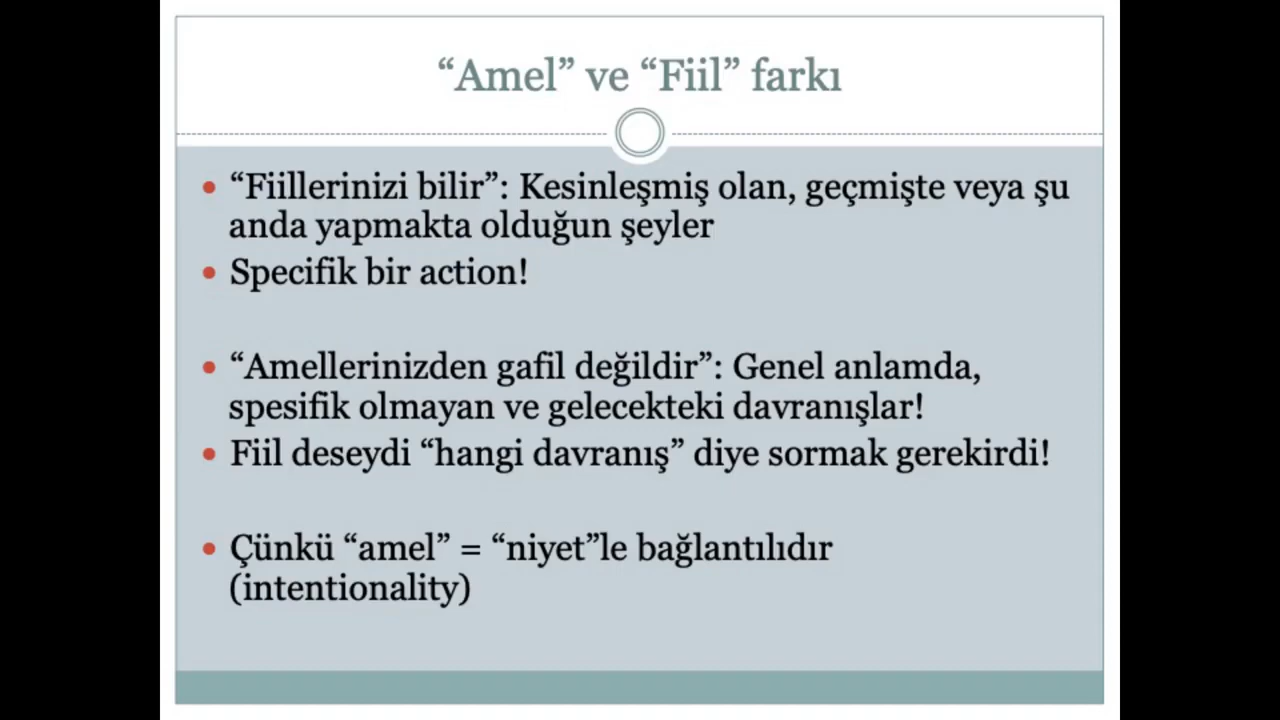 “Amel” ve “Fiil” farkı
• “Fiillerinizi bilir”: Kesinleşmiş olan, geçmişte veya şu
anda yapmakta olduğun şeyler
• Specifik bir action!
• “Amellerinizden gafil değildir”: Genel anlamda,
spesifik olmayan ve gelecekteki davranışlar!
• Fiil deseydi “hangi davranış” diye sormak gerekirdi!
• Çünkü “amel” = “niyet”le bağlantılıdır
(intentionality)